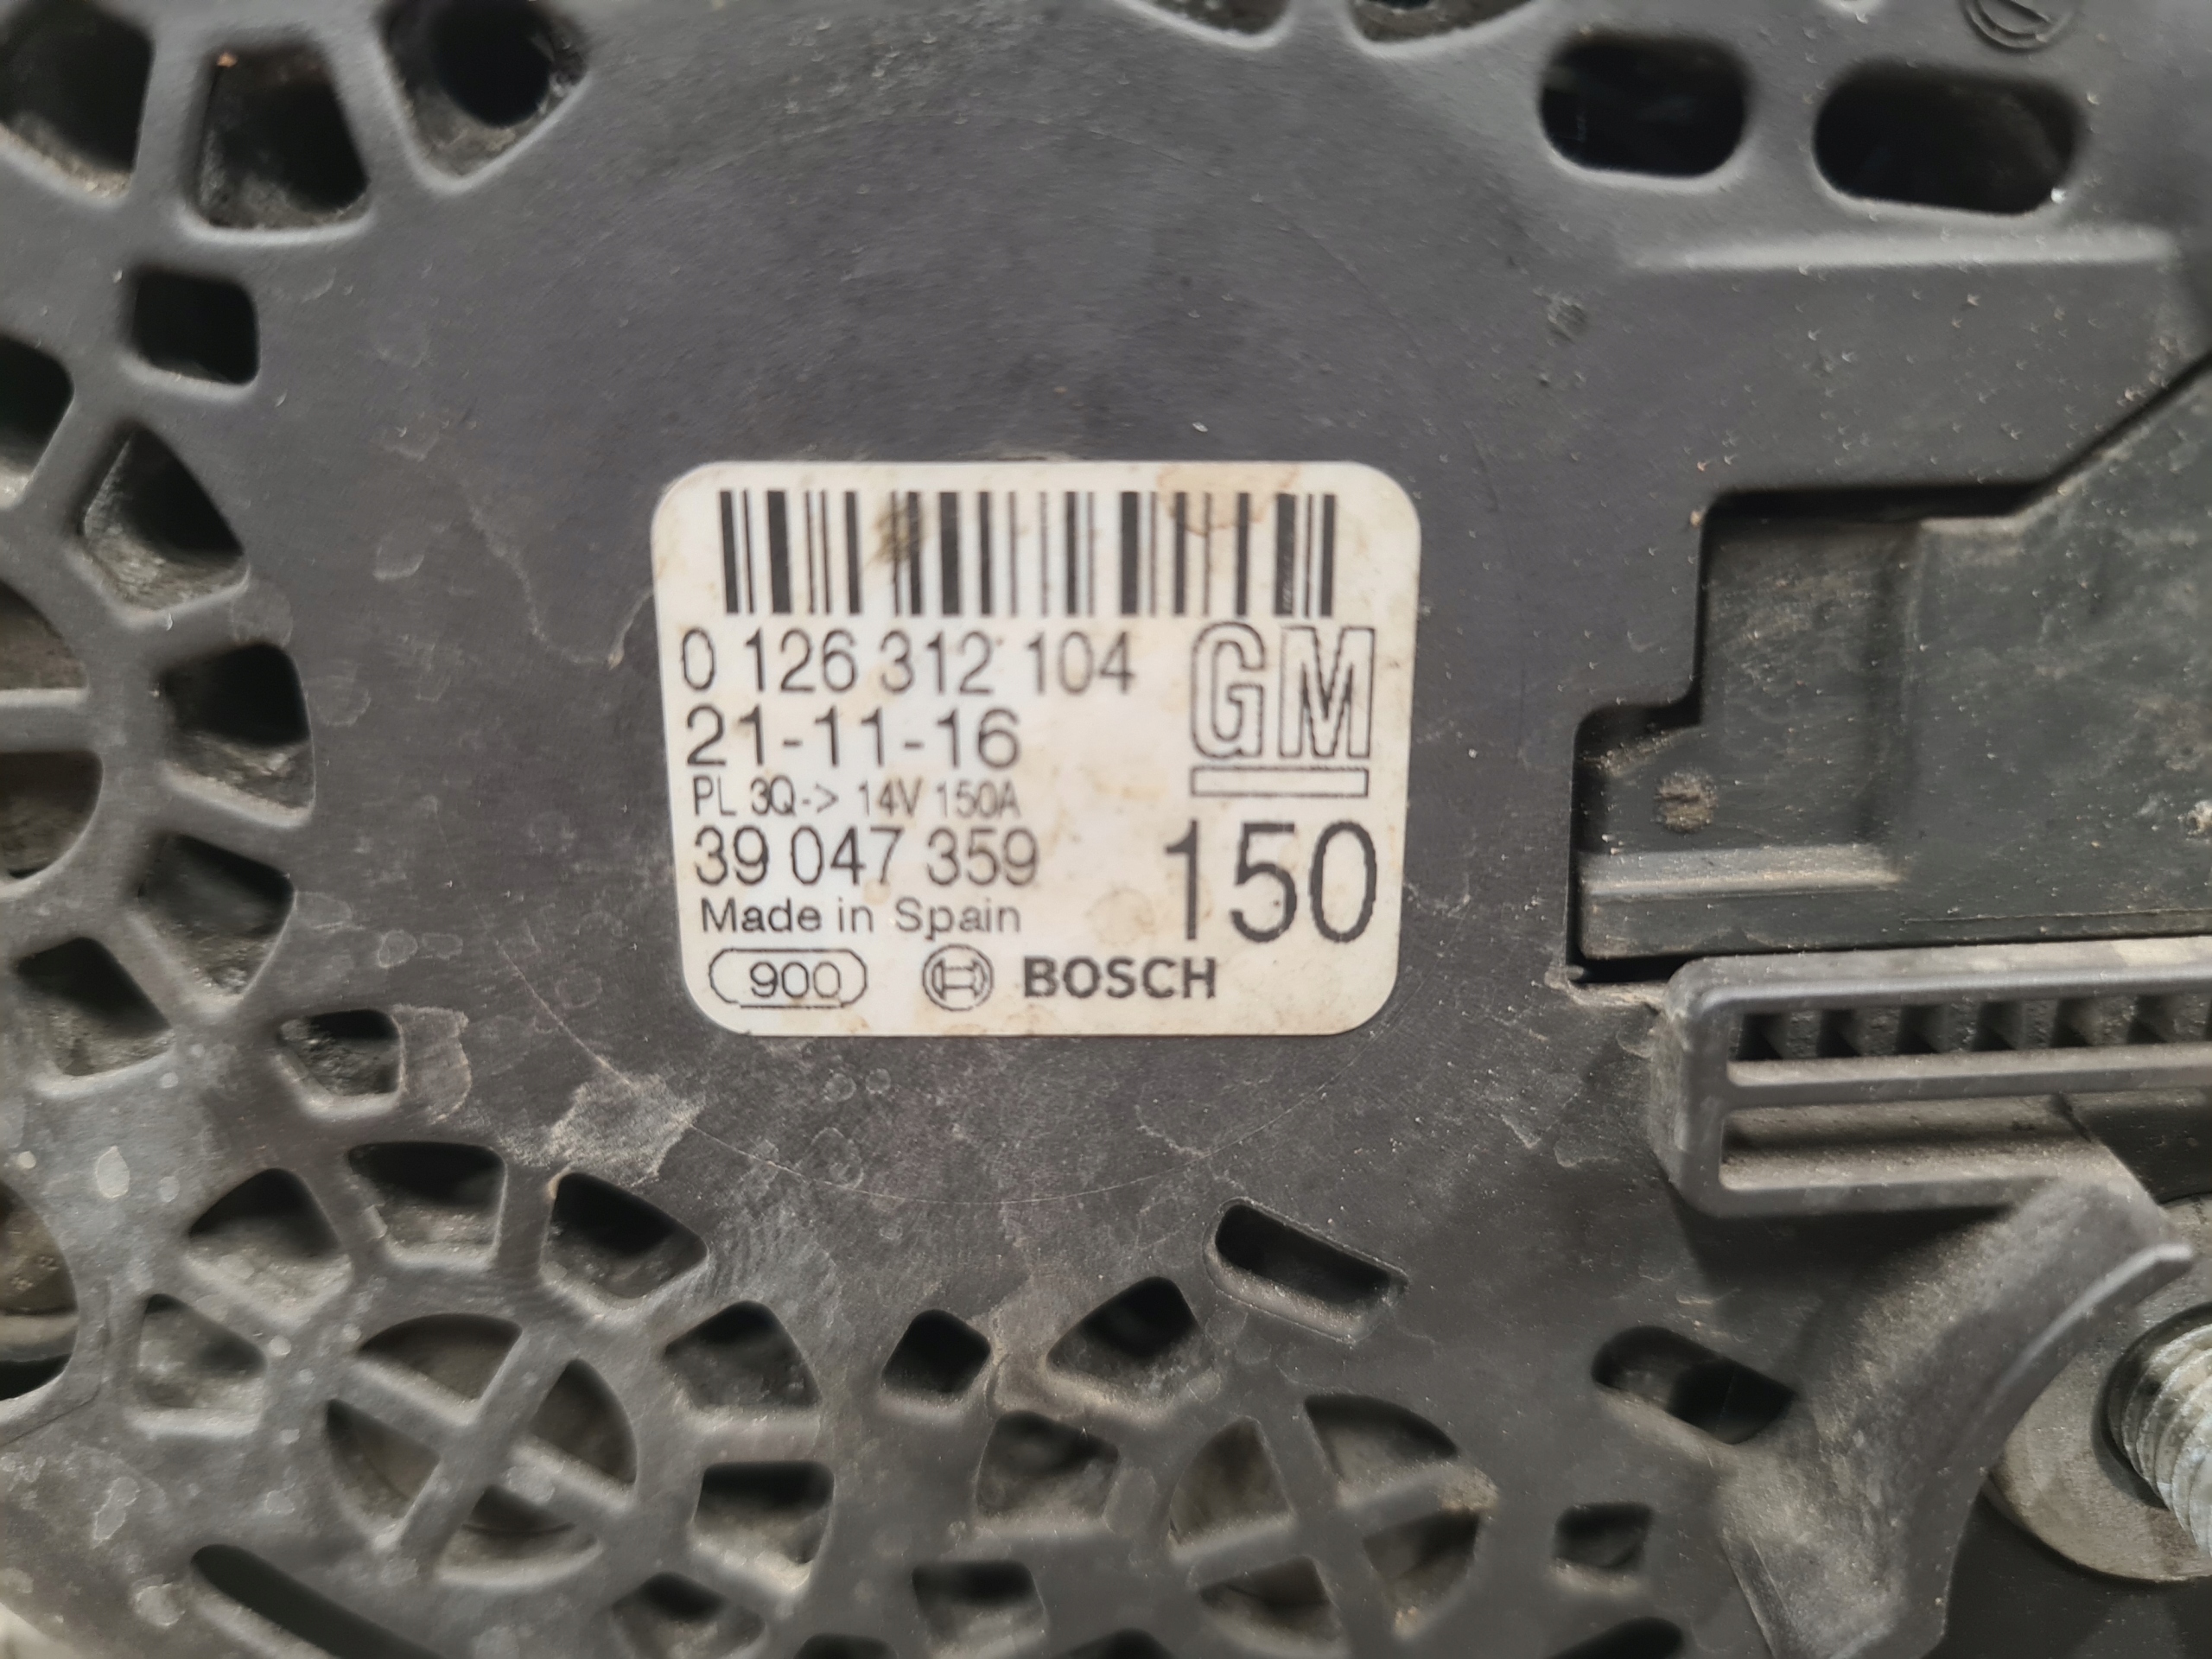 0 126 312 104
GM
21-11-16
PL 3Q-> 14V 150A
39 047 359
150
Made in Spain
900
BOSCH